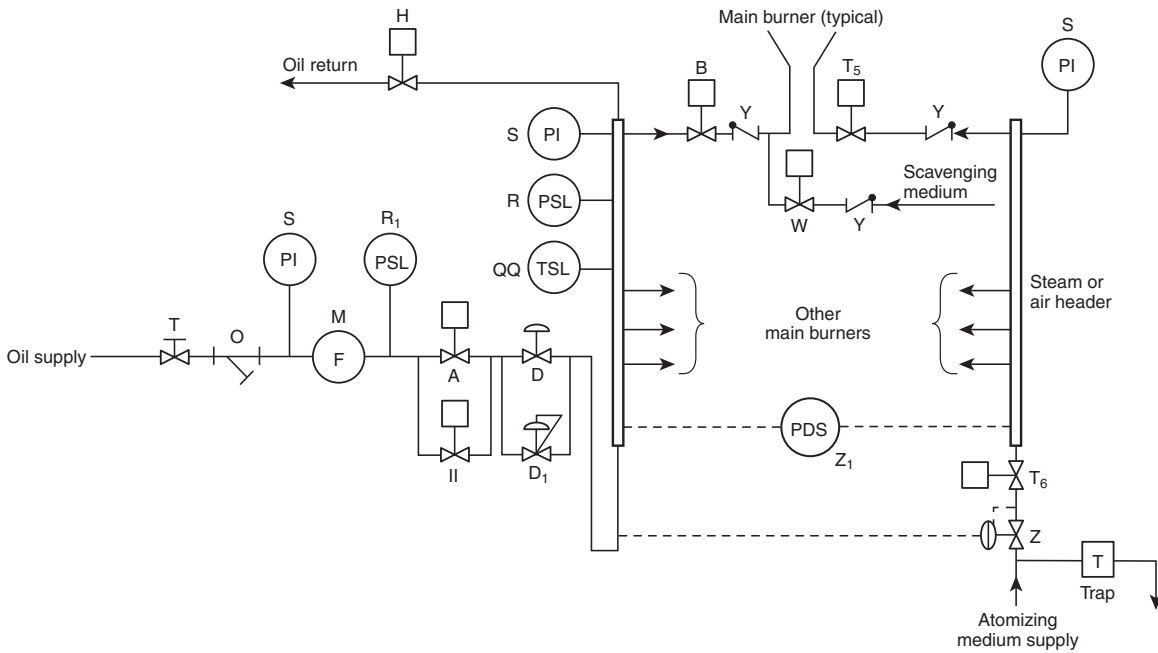 H
Oil return
Main burner (typical)
S
PI
B
Y
T5
Y
S
PI
R
PSL
Scavenging
medium
W
Y
S
PI
R1
PSL
QQ
TSL
Steam or
air header
Other
main burners
Oil supply
T
O
M
F
A
D
II
D1
PDS
Z1
T6
Z
T
Trap
Atomizing
medium supply